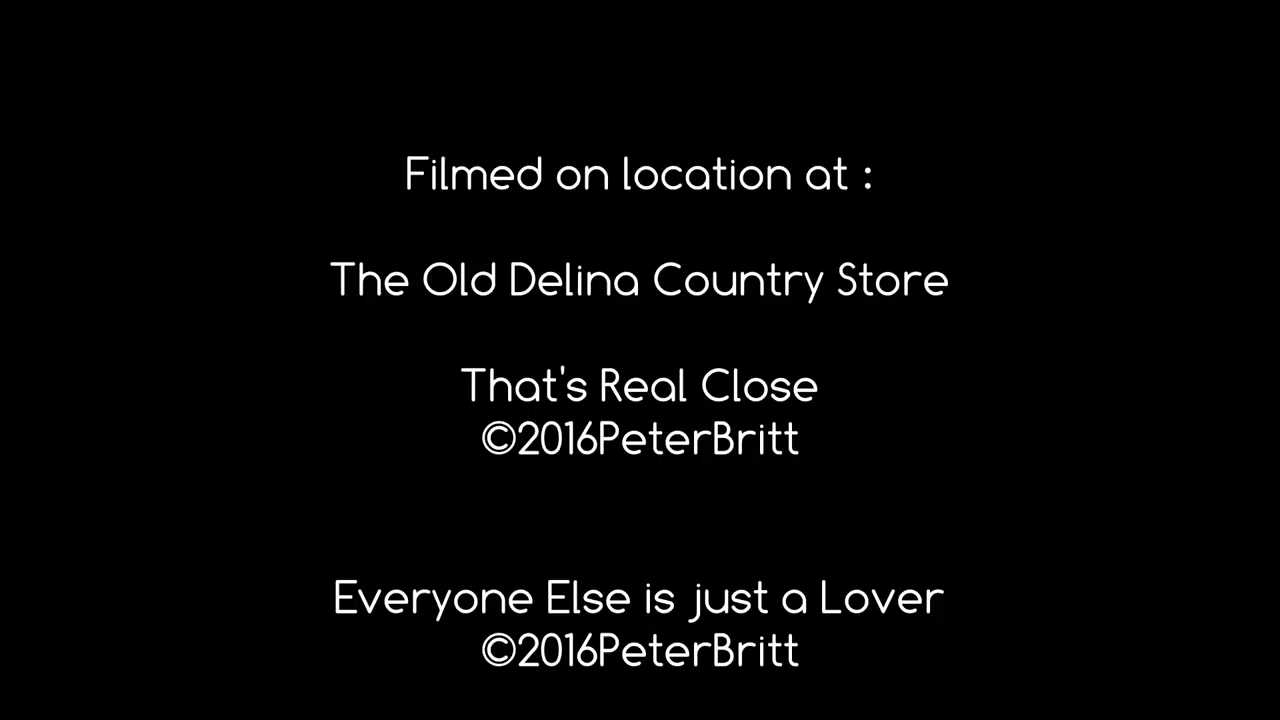 Filmed on location at :
The Old Delina Country Store
That's Real Close
©2016PeterBritt
Everyone Else is just a Lover
©2016PeterBritt